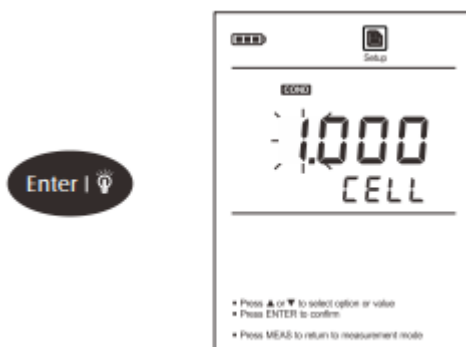 Setup
COND
1.000
CELL
Enter |
• Press ▲ or ▼ to select option or value
• Press ENTER to confirm
• Press MEAS to return to measurement mode